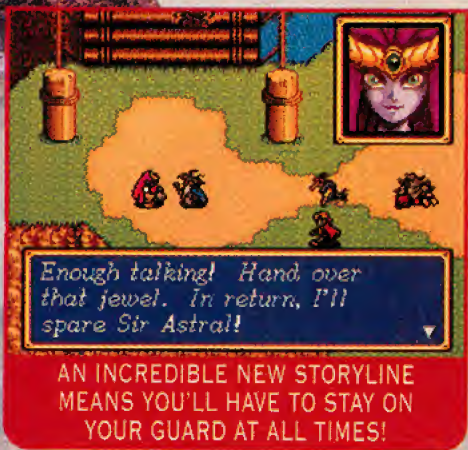 Enough talking! Hand over
that jewel. In return, I'll
spare Sir Astral!
AN INCREDIBLE NEW STORYLINE
MEANS YOU'LL HAVE TO STAY ON
YOUR GUARD AT ALL TIMES!